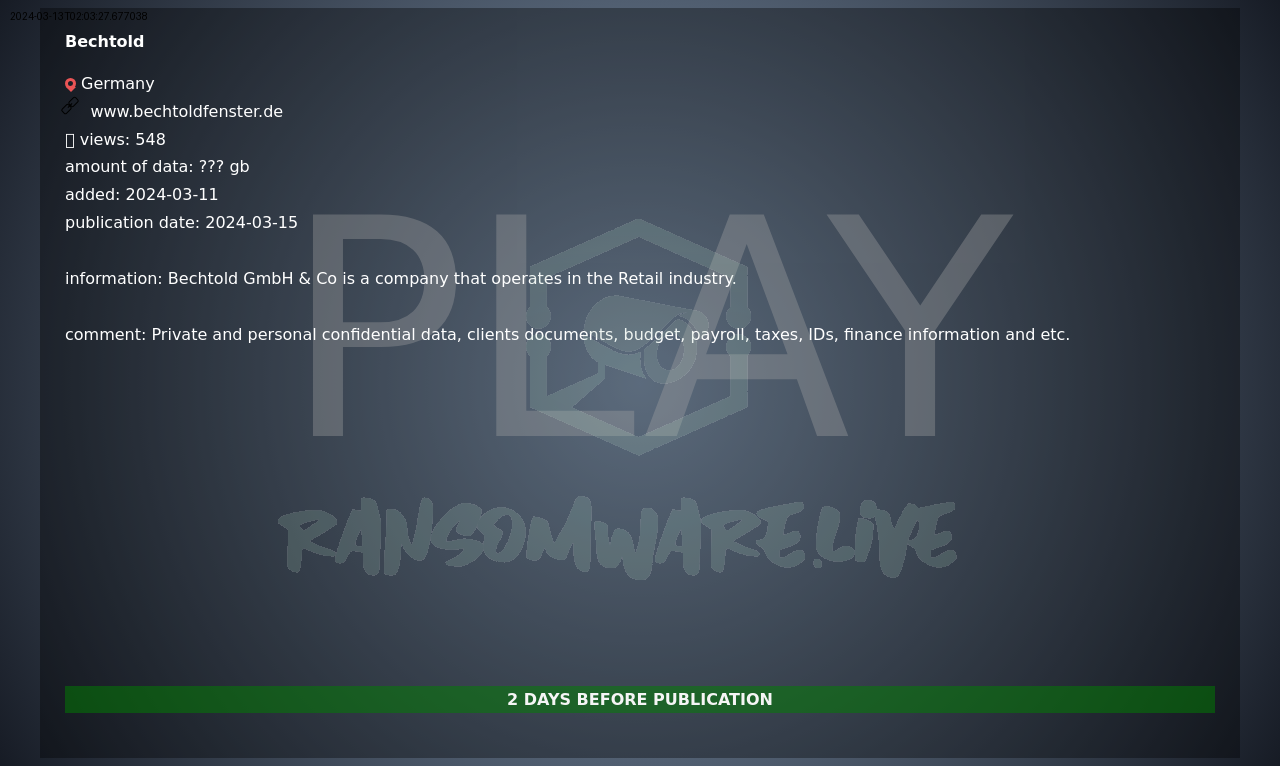 2024-03-13T02:03:27.677038
Bechtold
Germany
www.bechtoldfenster.de
views: 548
amount of data: ??? gb
added: 2024-03-11
publication date: 2024-03-15
information: Bechtold GmbH & Co is a company that operates in the Retail industry.
comment: Private and personal confidential data, clients documents, budget, payroll, taxes, IDs, finance information and etc.
PLAY
RANSOMWARE.LIVE
2 DAYS BEFORE PUBLICATION